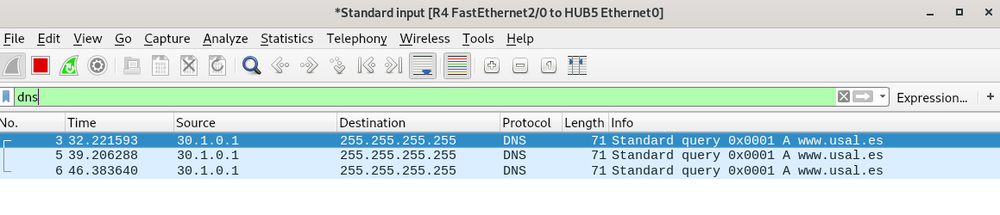 *Standard input [R4 FastEthernet2/0 to HUB5 Ethernet0]
File Edit View Go Capture Analyze Statistics Telephony Wireless Tools Help
dns Expression... +
No. Time Source Destination Protocol Length Info
3 32.221593 30.1.0.1 255.255.255.255 DNS 71 Standard query 0x0001 A www.usal.es
5 39.206288 30.1.0.1 255.255.255.255 DNS 71 Standard query 0x0001 A www.usal.es
6 46.383640 30.1.0.1 255.255.255.255 DNS 71 Standard query 0x0001 A www.usal.es